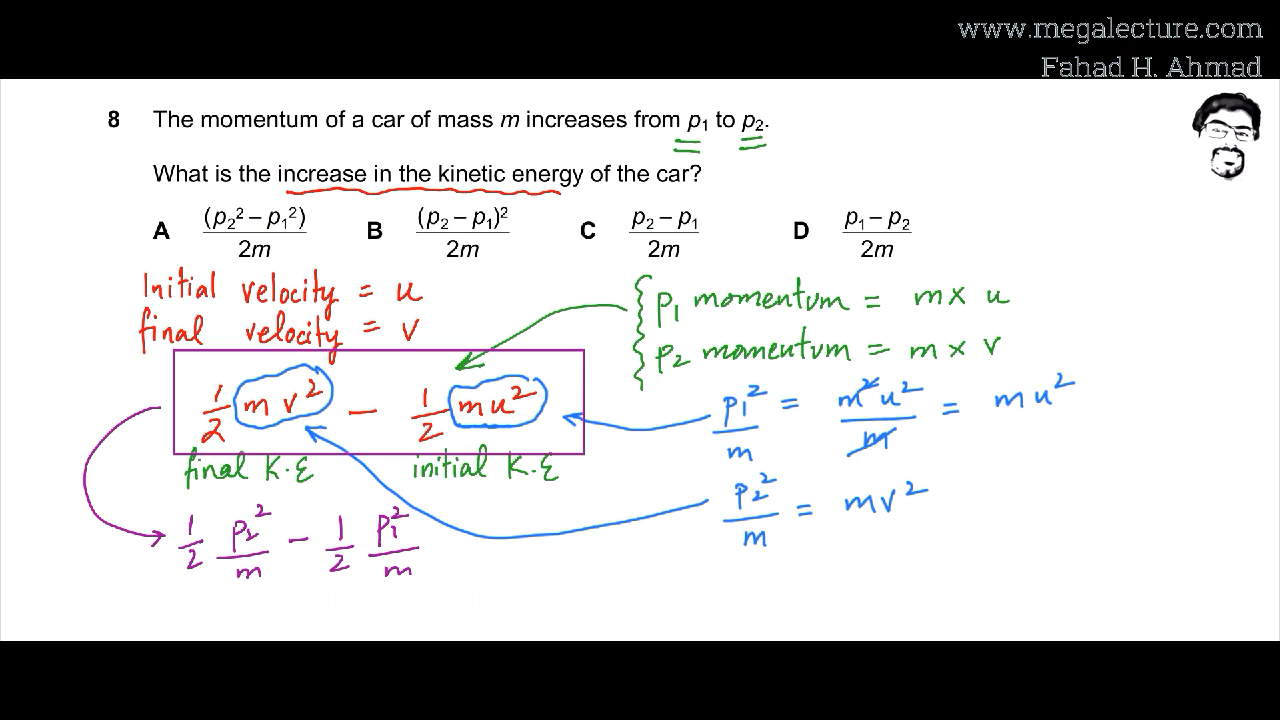 www.megalecture.com
Fahad H. Ahmad
8 The momentum of a car of mass m increases from p₁ to p₂.
What is the increase in the kinetic energy of the car?
A (p₂² – p₁²)/2m B (p₂ – p₁)²/2m C p₂ – p₁/2m D p₁ – p₂/2m
Initial velocity = u
final velocity = v
{ p₁ momentum = m × u
p₂ momentum = m × v
1/2 m v² – 1/2 m u²
final K.E initial K.E
p₁²/m = m²u²/m = m u²
p₂²/m = m v²
1/2 p₂²/m – 1/2 p₁²/m